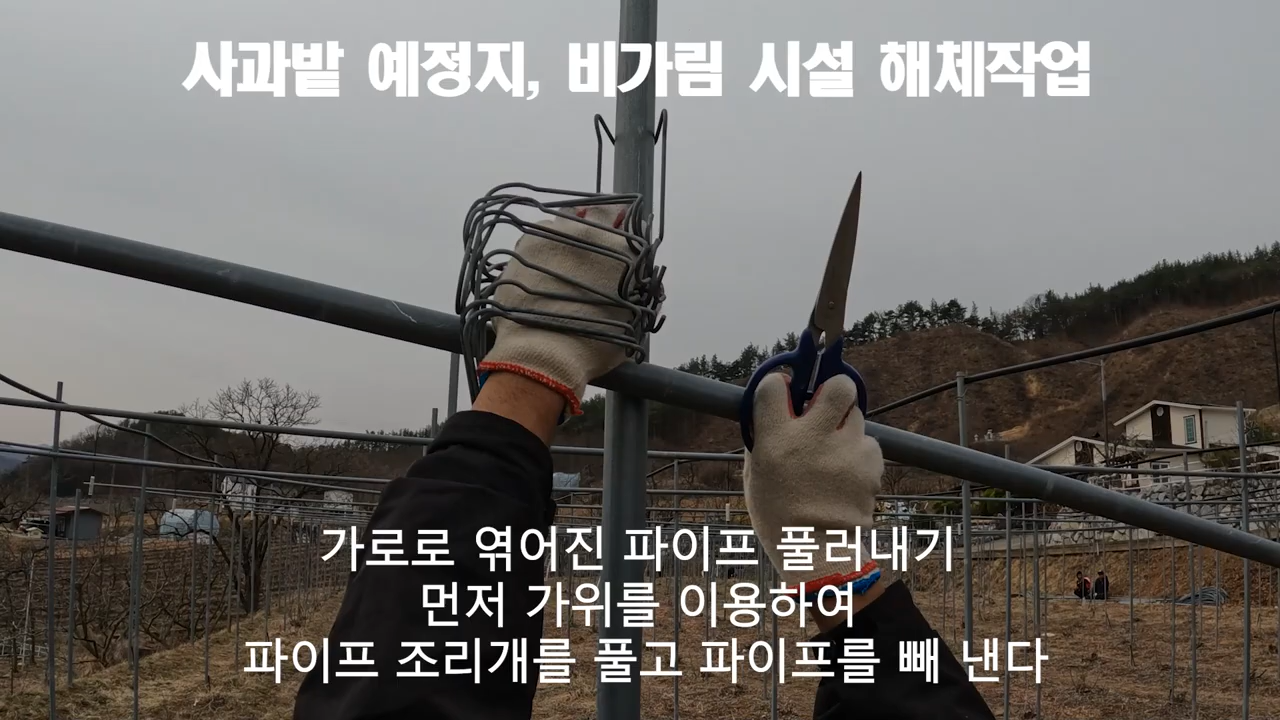 사과밭 예정지, 비가림 시설 해체작업
가로로 엮어진 파이프 풀러내기
먼저 가위를 이용하여
파이프 조리개를 풀고 파이프를 빼 낸다